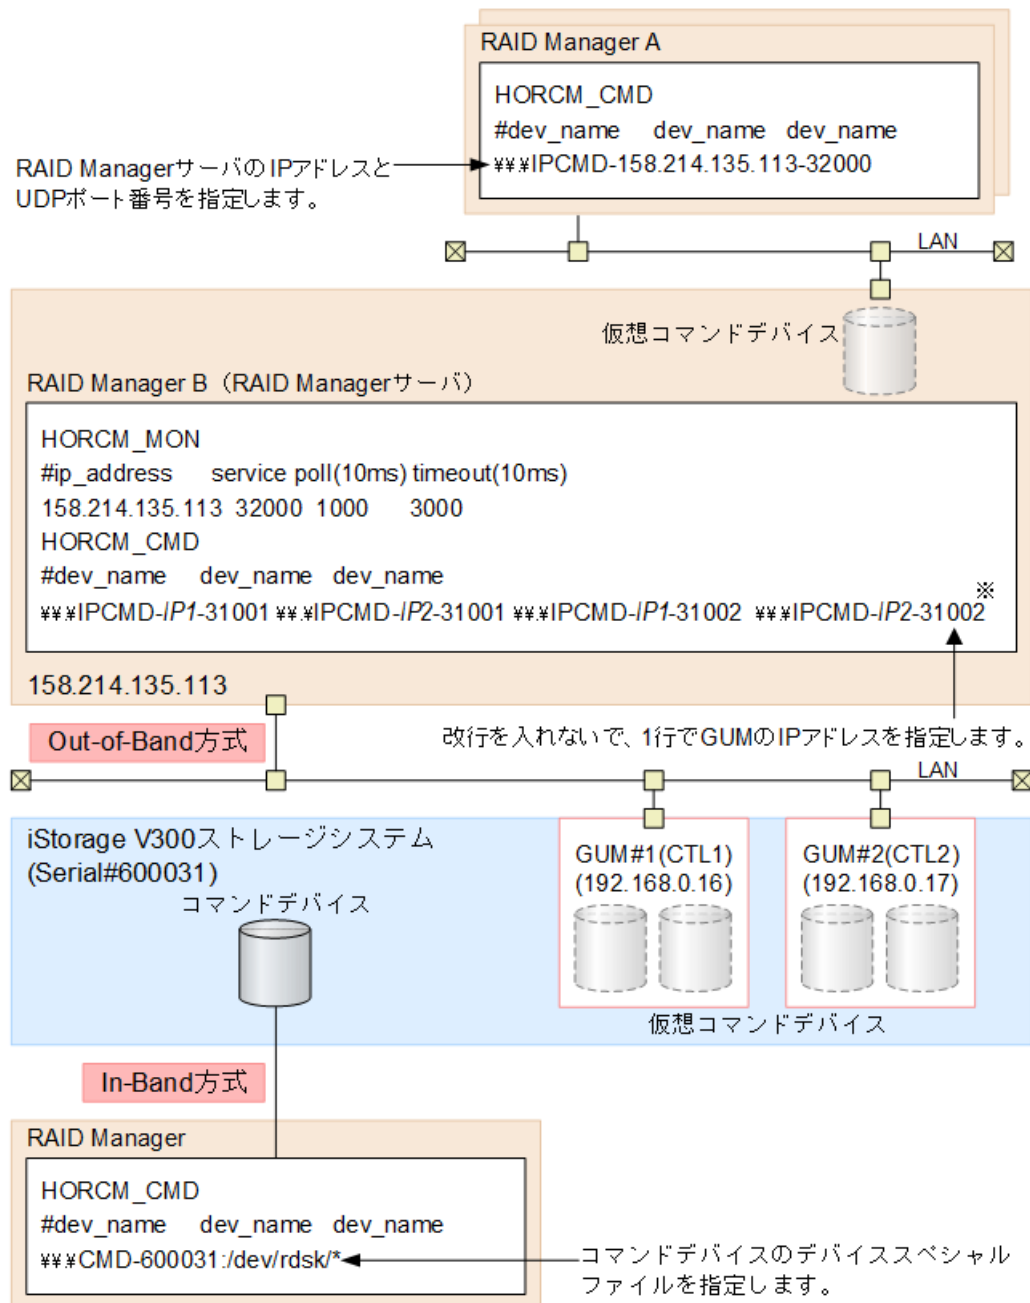 RAID Manager A
HORCM_CMD
#dev_name dev_name dev_name
¥¥.¥IPCMD-158.214.135.113-32000
RAID ManagerサーバのIPアドレスと
UDPポート番号を指定します。
LAN
仮想コマンドデバイス
RAID Manager B（RAID Managerサーバ）
HORCM_MON
#ip_address service poll(10ms) timeout(10ms)
158.214.135.113 32000 1000 3000
HORCM_CMD
#dev_name dev_name dev_name
¥¥.¥IPCMD-IP1-31001 ¥¥.¥IPCMD-IP2-31001 ¥¥.¥IPCMD-IP1-31002 ¥¥.¥IPCMD-IP2-31002※
158.214.135.113
改行を入れないで、1行でGUMのIPアドレスを指定します。
Out-of-Band方式
LAN
iStorage V300ストレージシステム
(Serial#600031)
コマンドデバイス
GUM#1(CTL1)
(192.168.0.16)
GUM#2(CTL2)
(192.168.0.17)
仮想コマンドデバイス
In-Band方式
RAID Manager
HORCM_CMD
#dev_name dev_name dev_name
¥¥.¥CMD-600031:/dev/rdsk/*
コマンドデバイスのデバイススペシャル
ファイルを指定します。